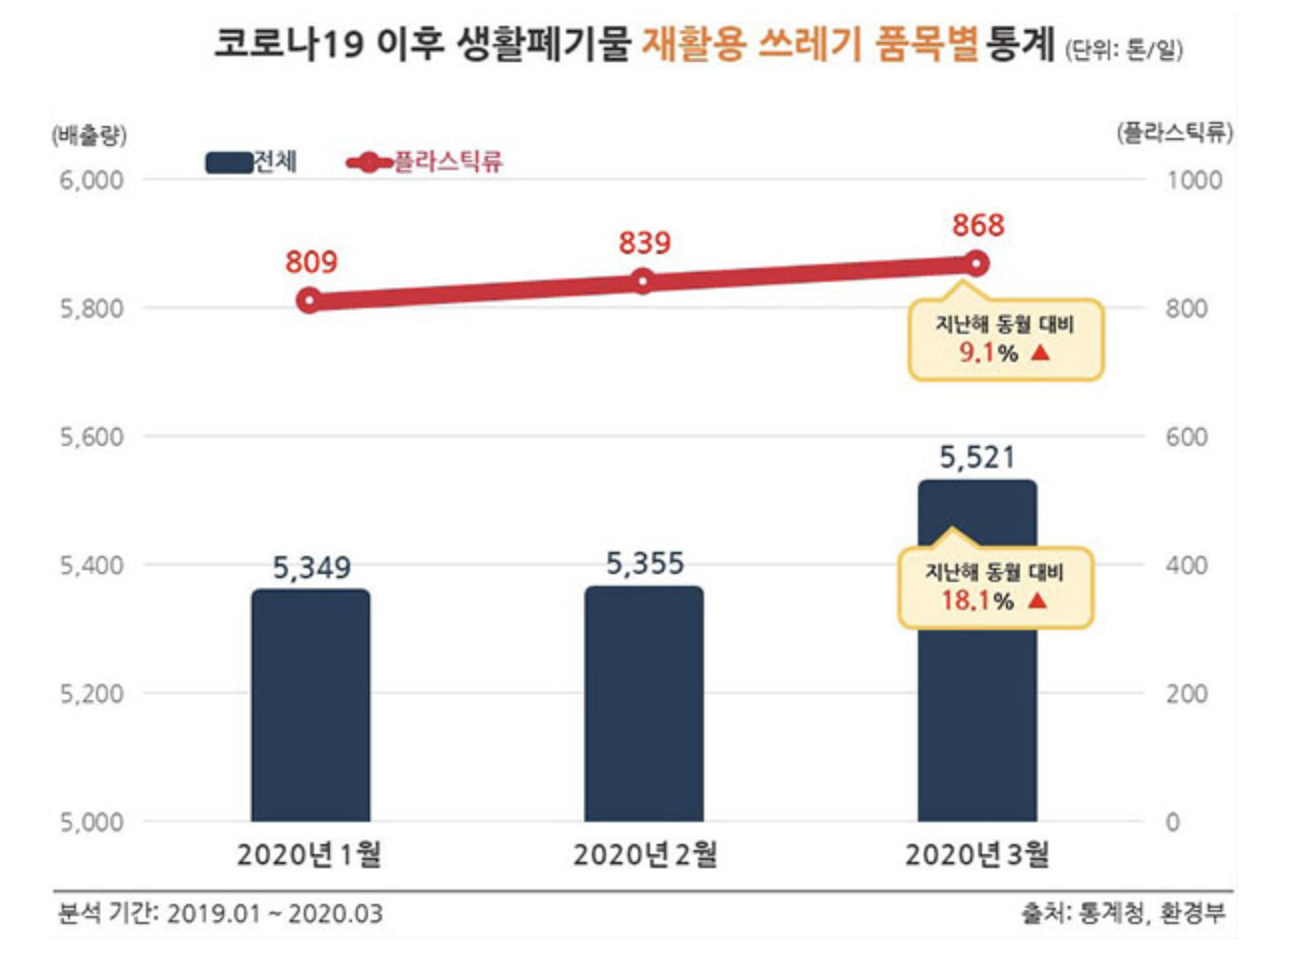 코로나19 이후 생활폐기물 재활용 쓰레기 품목별 통계 (단위: 톤/일)
(배출량)
(플라스틱류)
전체
플라스틱류
6,000
1000
809
839
868
5,800
800
지난해 동월 대비
9.1% ▲
5,600
600
5,521
5,400
400
5,349
5,355
지난해 동월 대비
18.1% ▲
5,200
200
5,000
0
2020년 1월
2020년 2월
2020년 3월
분석 기간: 2019.01 ~ 2020.03
출처: 통계청, 환경부